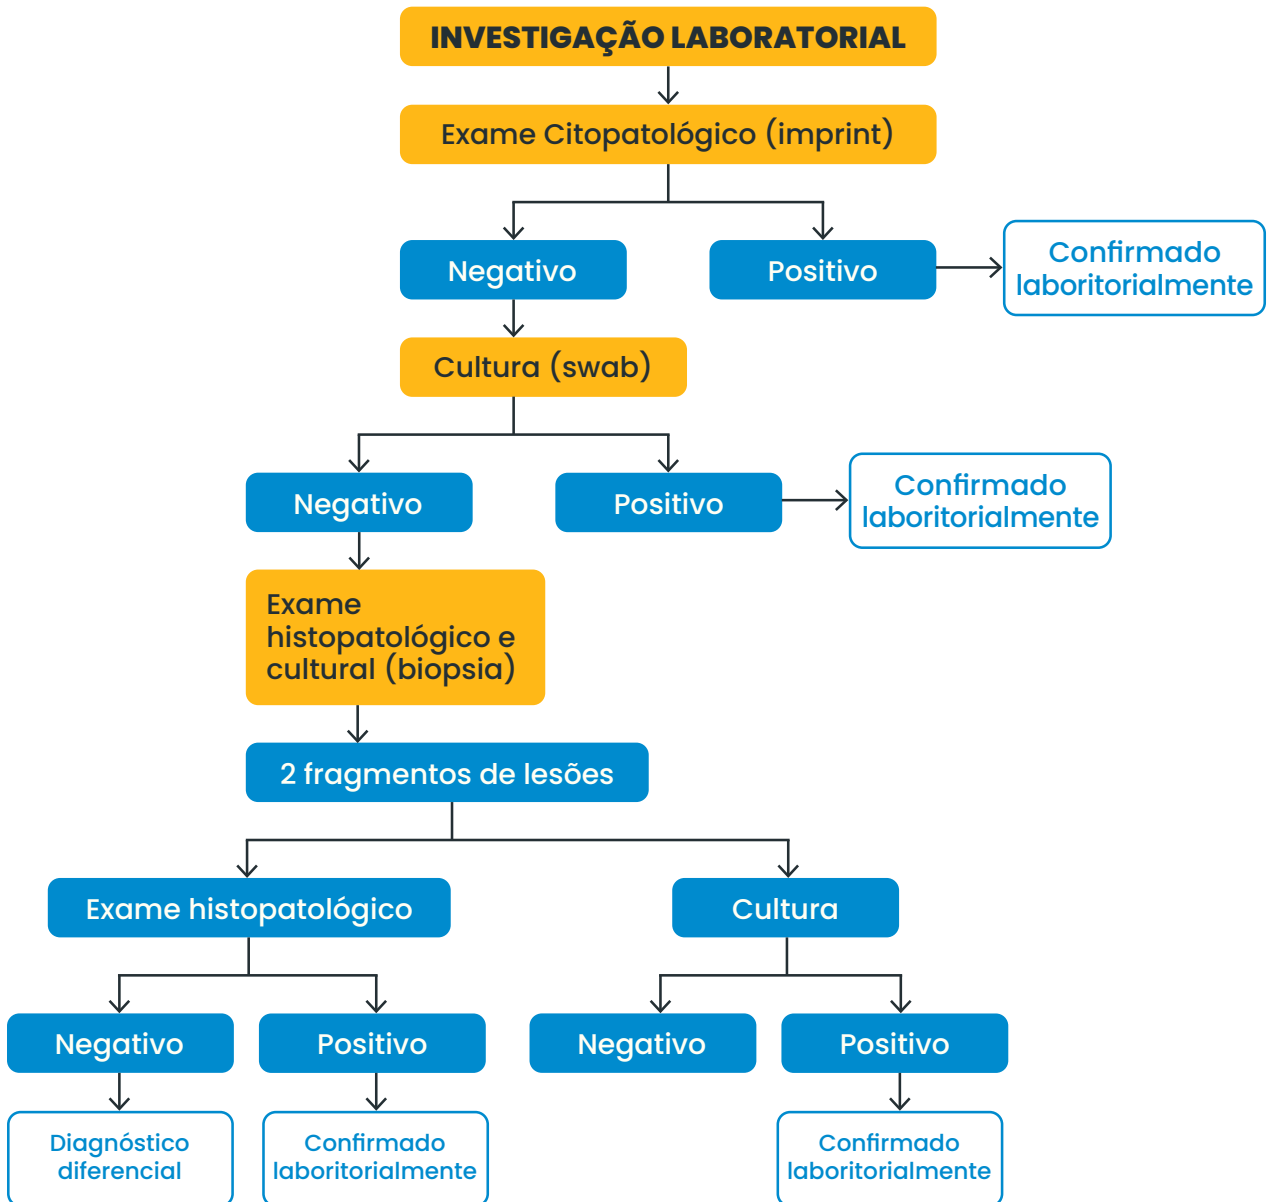 INVESTIGAÇÃO LABORATORIAL
Exame Citopatológico (imprint)
Negativo
Positivo
Confirmado
laboritorialmente
Cultura (swab)
Negativo
Positivo
Confirmado
laboritorialmente
Exame
histopatológico e
cultural (biopsia)
2 fragmentos de lesões
Exame histopatológico
Cultura
Negativo
Positivo
Negativo
Positivo
Diagnóstico
diferencial
Confirmado
laboritorialmente
Confirmado
laboritorialmente